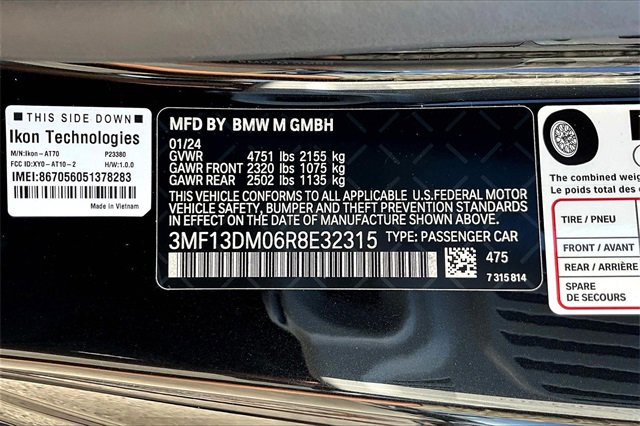 THIS SIDE DOWN
Ikon Technologies
M/N:Ikon-AT70 P23380
FCC ID:XY0-AT10-2 H/W:1.0.0
IMEI:867056051378283
Made in Vietnam
MFD BY BMW M GMBH
01/24
GVWR 4751 lbs 2155 kg
GAWR FRONT 2320 lbs 1075 kg
GAWR REAR 2502 lbs 1135 kg
THIS VEHICLE CONFORMS TO ALL APPLICABLE U.S.FEDERAL MOTOR
VEHICLE SAFETY, BUMPER AND THEFT PREVENTION STANDARDS
IN EFFECT ON THE DATE OF MANUFACTURE SHOWN ABOVE.
3MF13DM06R8E32315 TYPE: PASSENGER CAR
475
7 315 814
The combined weig
Le poids total des
TIRE / PNEU
FRONT / AVANT
REAR / ARRIÈRE
SPARE
DE SECOURS